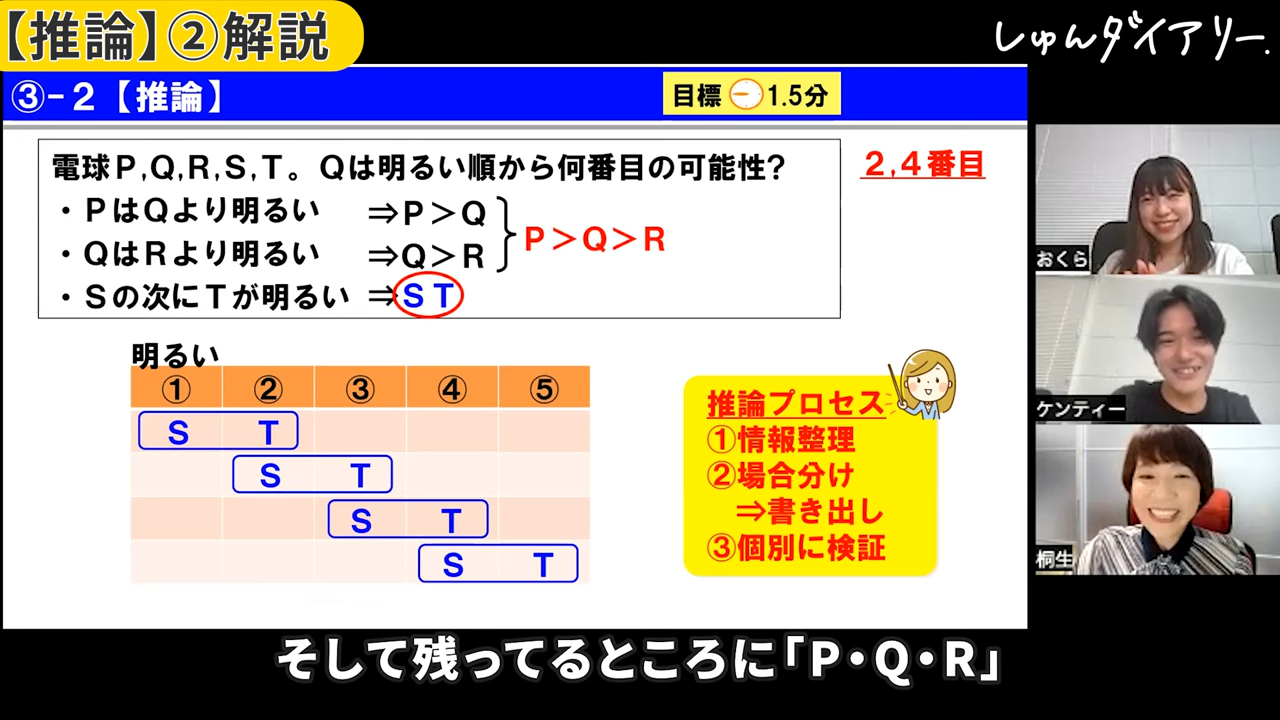 【推論】②解説
しゅんダイアリー.
③-2【推論】
目標 1.5分
電球P,Q,R,S,T。Qは明るい順から何番目の可能性?
2,4番目
・PはQより明るい ⇒P>Q
・QはRより明るい ⇒Q>R
P>Q>R
・Sの次にTが明るい ⇒ST
明るい
① ② ③ ④ ⑤
S T
S T
S T
S T
推論プロセス
①情報整理
②場合分け
⇒書き出し
③個別に検証
おくら
ケンティー
桐生
そして残ってるところに「P・Q・R」